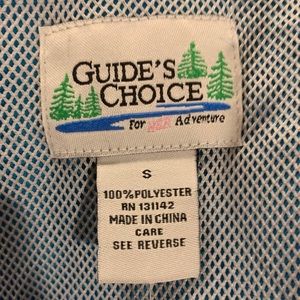 GUIDE'S
CHOICE
For Adventure
S
100% POLYESTER
RN 131142
MADE IN CHINA
CARE
SEE REVERSE